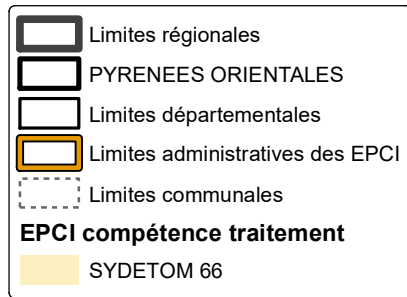 Limites régionales
PYRENEES ORIENTALES
Limites départementales
Limites administratives des EPCI
Limites communales
EPCI compétence traitement
SYDETOM 66